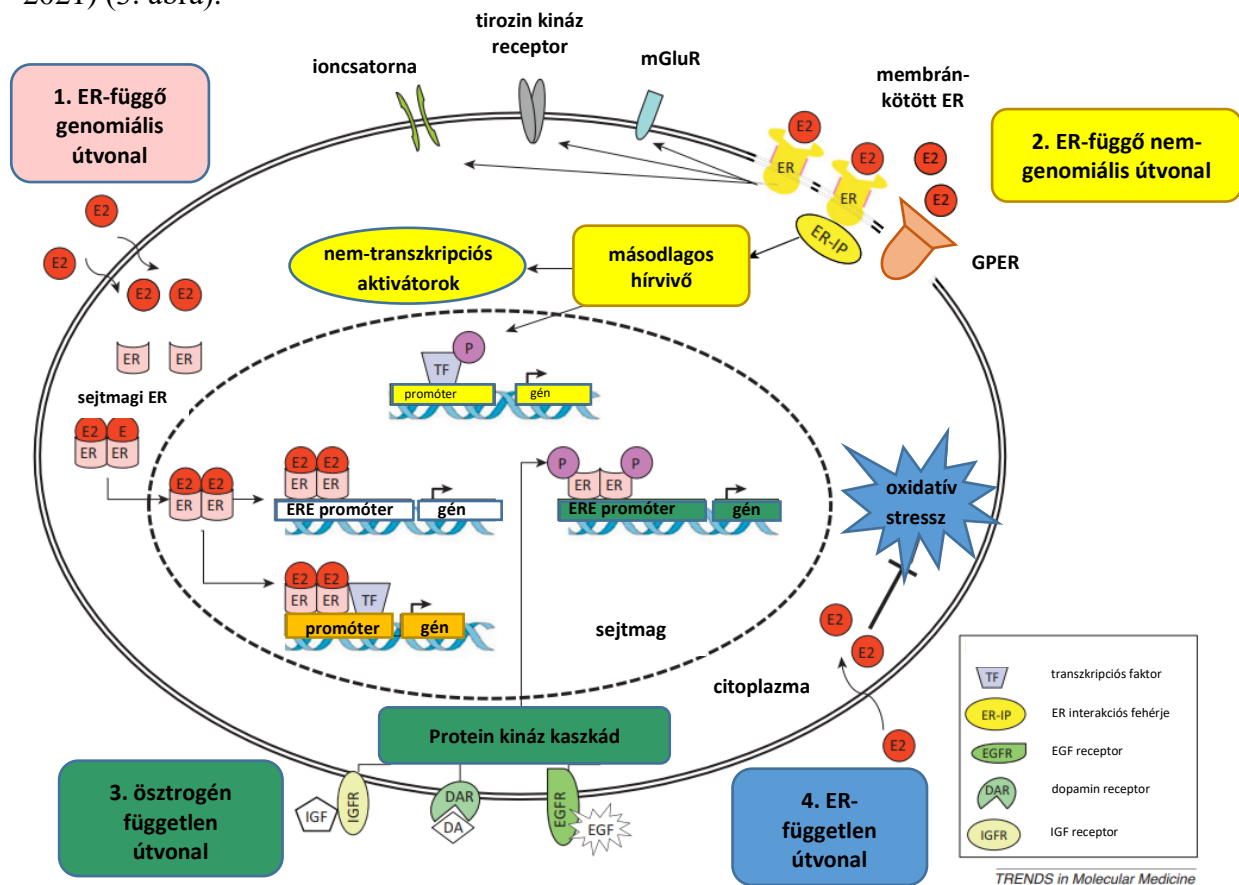 2021) (5. ábra).
tirozin kináz
receptor
ioncsatorna
mGluR
membrán-
kötött ER
1. ER-függő
genomiális
útvonal
2. ER-függő nem-
genomiális útvonal
E2
E2
E2
E2
E2
E2
ER
ER
ER-IP
GPER
E2
E2
E2
E2
ER
ER
nem-transzkripciós
aktivátorok
másodlagos
hírvivő
sejtmagi ER
E2 E
ER ER
P
TF
promóter
gén
E2 E2
ER ER
E2 E2
ER ER
ERE promóter
gén
P
P
ER ER
ERE promóter
gén
oxidatív
stressz
E2 E2
ER ER
TF
promóter
gén
sejtmag
citoplazma
E2
E2
E2
Protein kináz kaszkád
3. ösztrogén
független
útvonal
IGF
IGFR
DAR
DA
EGFR
EGF
4. ER-
független
útvonal
TF transzkripciós faktor
ER-IP ER interakciós fehérje
EGFR EGF receptor
DAR dopamin receptor
IGFR IGF receptor
TRENDS in Molecular Medicine